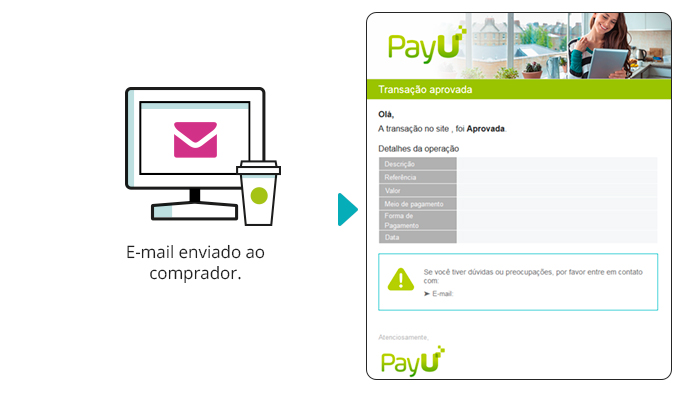 E-mail enviado ao
comprador.
PayU
Transação aprovada
Olá,
A transação no site , foi Aprovada.
Detalhes da operação
Descrição
Referência
Valor
Meio de pagamento
Forma de
Pagamento
Data
Se você tiver dúvidas ou preocupações, por favor entre em contato
com:
➤ E-mail:
Atenciosamente,
PayU